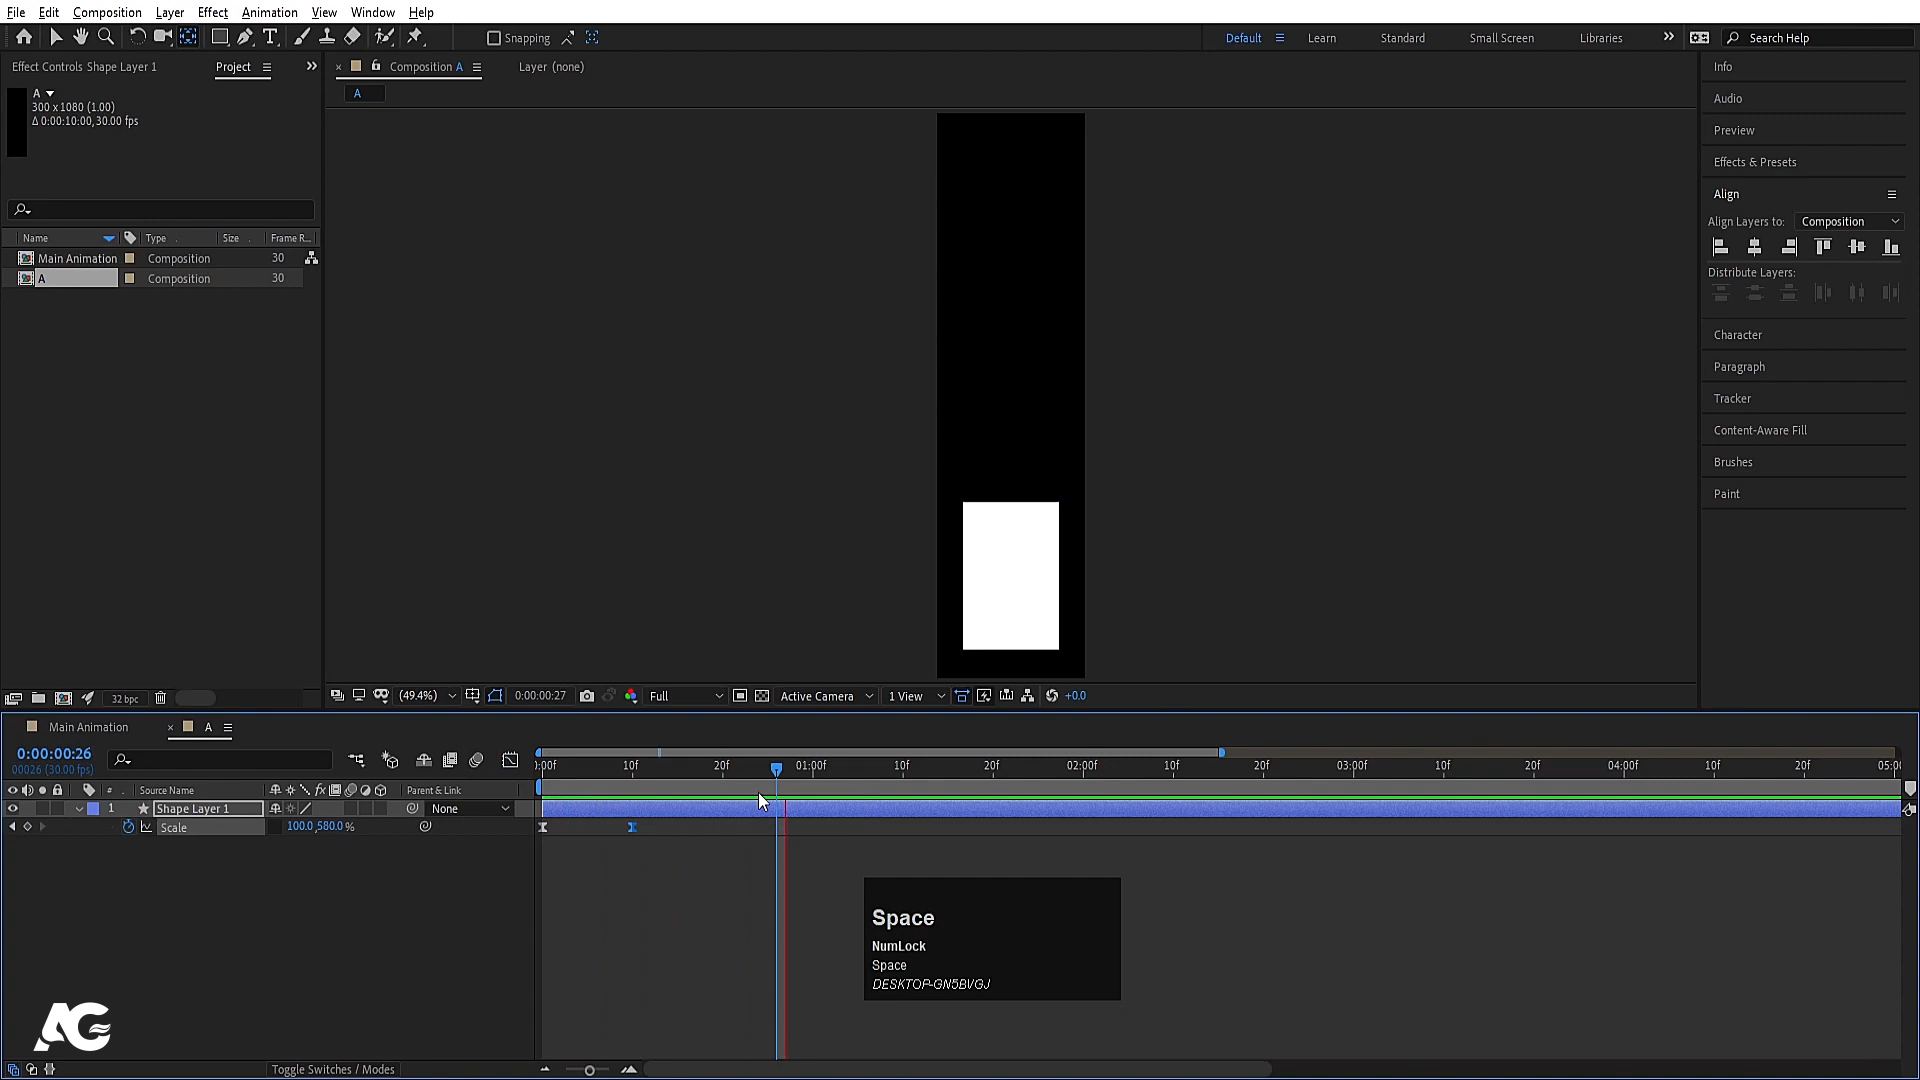 File Edit Composition Layer Effect Animation View Window Help
Snapping
Default Learn Standard Small Screen Libraries Search Help
Effect Controls Shape Layer 1 Project
Composition A Layer (none)
A
A
300 x 1080 (1.00)
Δ 0:00:10:00, 30.00 fps
Name Type Size Frame R...
Main Animation Composition 30
A Composition 30
32 bpc
(49.4%) 0:00:00:27 Full Active Camera 1 View +0.0
Info
Audio
Preview
Effects & Presets
Align
Align Layers to: Composition
Distribute Layers:
Character
Paragraph
Tracker
Content-Aware Fill
Brushes
Paint
Main Animation A
0:00:00:26
00026 (30.00 fps)
):00f 10f 20f 01:00f 10f 20f 02:00f 10f 20f 03:00f 10f 20f 04:00f 10f 20f 05:00
# Source Name fx Parent & Link
1 Shape Layer 1 None
Scale 100.0,580.0 %
Space
NumLock
Space
DESKTOP-GN5BVGJ
AG
Toggle Switches / Modes